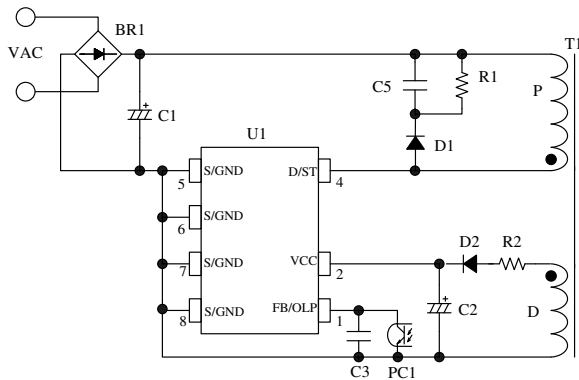 BR1
T1
VAC
C5
R1
P
C1
U1
D1
S/GND
D/ST
5
4
S/GND
6
D2
R2
S/GND
VCC
7
2
S/GND
FB/OLP
C2
D
8
1
C3
PC1